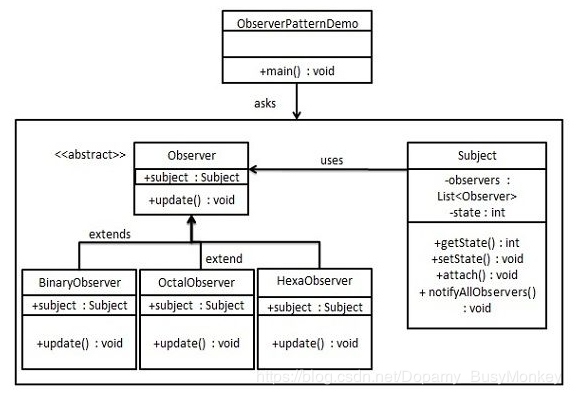 ObserverPatternDemo
+main() : void
asks
<<abstract>>
Observer
+subject : Subject
+update() : void
uses
Subject
-observers :
List<Observer>
-state : int
+getState() : int
+setState() : void
+attach() : void
+ notifyAllObservers()
: void
extends
extend
BinaryObserver
+subject : Subject
+update() : void
OctalObserver
+subject : Subject
+update() : void
HexaObserver
+subject : Subject
+update() : void
https://blog.csdn.net/Dopamy_BusyMonkey